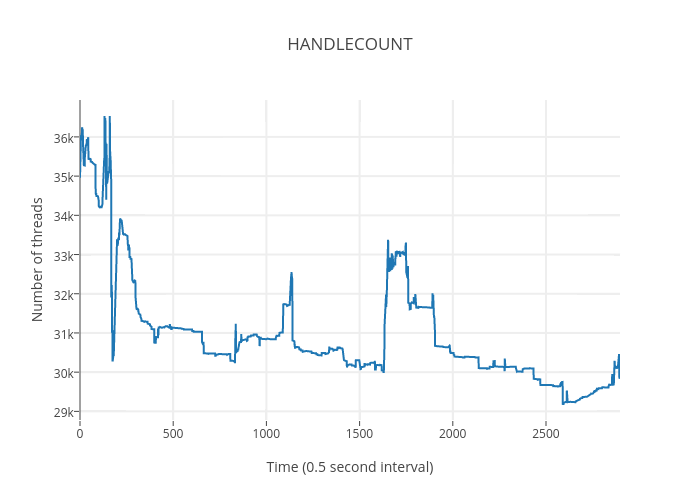 HANDLECOUNT
Number of threads
36k
35k
34k
33k
32k
31k
30k
29k
0 500 1000 1500 2000 2500
Time (0.5 second interval)